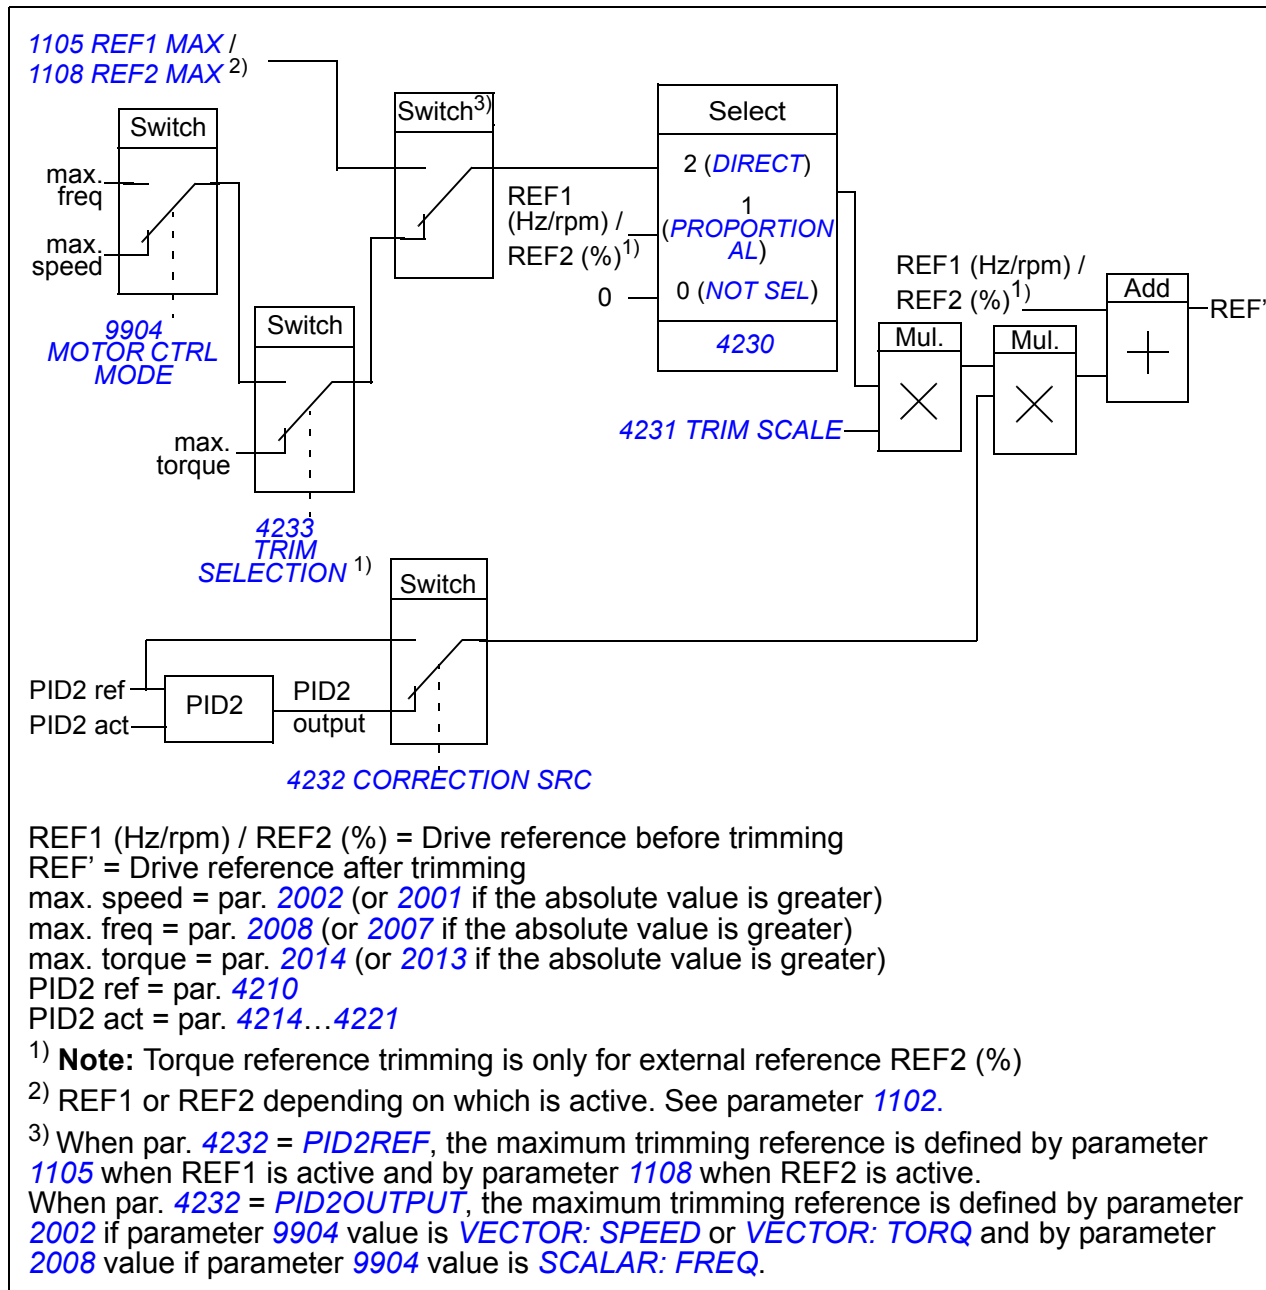 1105 REF1 MAX /
1108 REF2 MAX 2)
Switch
max.
freq
max.
speed
9904
MOTOR CTRL
MODE
Switch
max.
torque
4233
TRIM
SELECTION 1)
Switch3)
REF1
(Hz/rpm) /
REF2 (%)1)
0
Select
2 (DIRECT)
1
(PROPORTION
AL)
0 (NOT SEL)
4230
4231 TRIM SCALE
Mul.
Mul.
REF1 (Hz/rpm) /
REF2 (%)1)
Add
REF’
Switch
PID2 ref
PID2 act
PID2
PID2
output
4232 CORRECTION SRC
REF1 (Hz/rpm) / REF2 (%) = Drive reference before trimming
REF’ = Drive reference after trimming
max. speed = par. 2002 (or 2001 if the absolute value is greater)
max. freq = par. 2008 (or 2007 if the absolute value is greater)
max. torque = par. 2014 (or 2013 if the absolute value is greater)
PID2 ref = par. 4210
PID2 act = par. 4214…4221
1) Note: Torque reference trimming is only for external reference REF2 (%)
2) REF1 or REF2 depending on which is active. See parameter 1102.
3) When par. 4232 = PID2REF, the maximum trimming reference is defined by parameter
1105 when REF1 is active and by parameter 1108 when REF2 is active.
When par. 4232 = PID2OUTPUT, the maximum trimming reference is defined by parameter
2002 if parameter 9904 value is VECTOR: SPEED or VECTOR: TORQ and by parameter
2008 value if parameter 9904 value is SCALAR: FREQ.